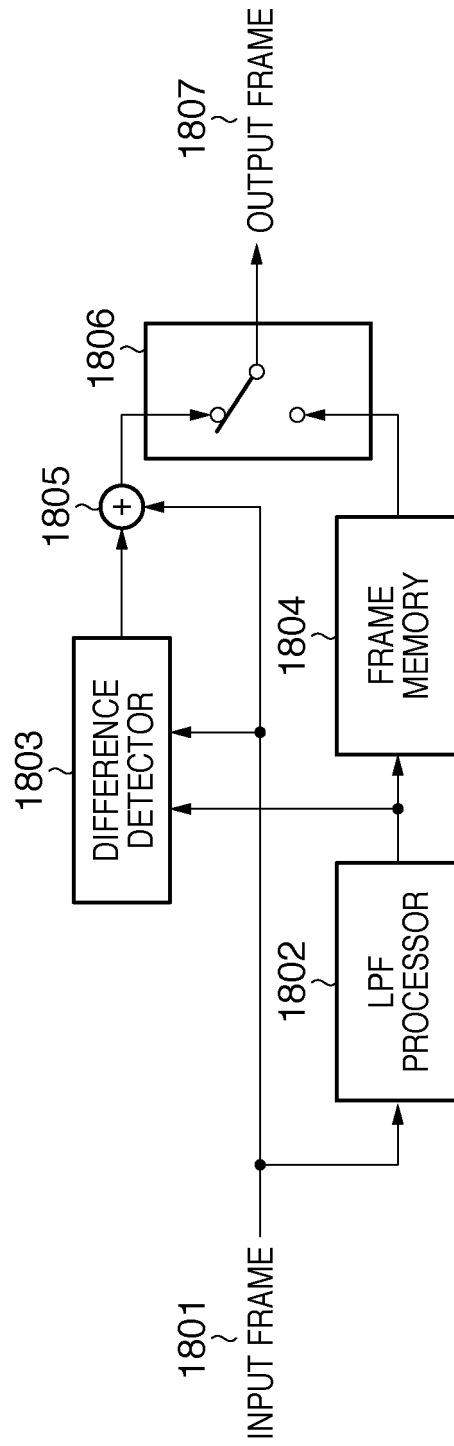 1801
INPUT FRAME
1802
LPF
PROCESSOR
1803
DIFFERENCE
DETECTOR
1804
FRAME
MEMORY
1805
+
1806
1807
OUTPUT FRAME